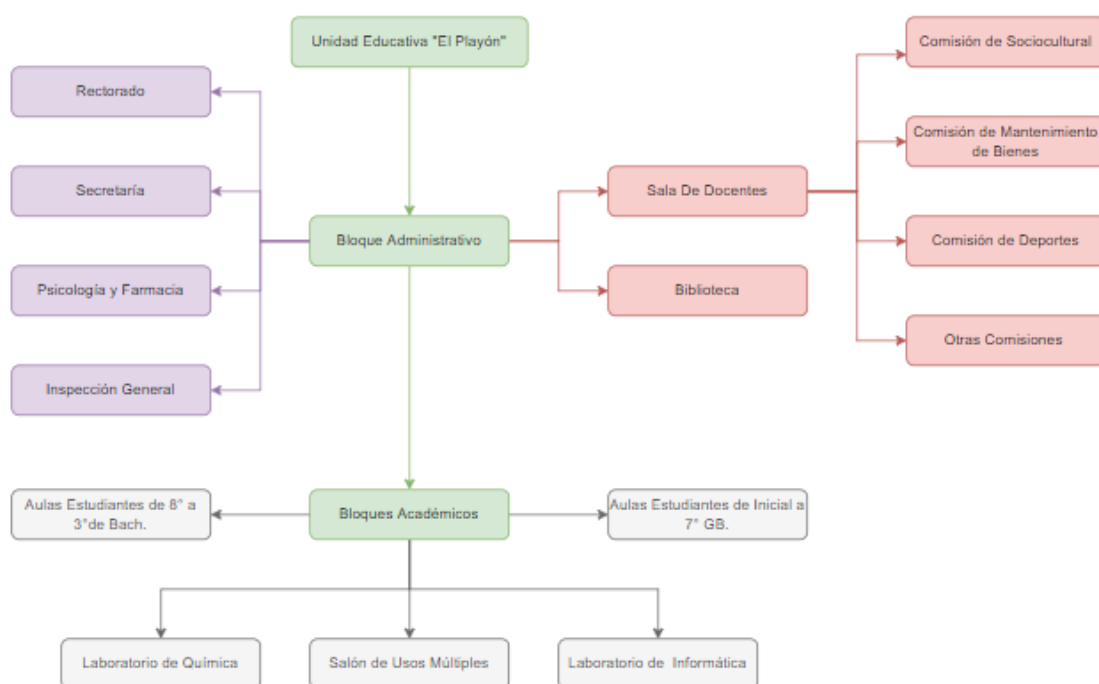 Unidad Educativa "El Playón"
Comisión de Sociocultural
Rectorado
Comisión de Mantenimiento
de Bienes
Secretaría
Sala De Docentes
Bloque Administrativo
Comisión de Deportes
Psicología y Farmacia
Biblioteca
Otras Comisiones
Inspección General
Aulas Estudiantes de 8° a
3°de Bach.
Bloques Académicos
Aulas Estudiantes de Inicial a
7° GB.
Laboratorio de Química
Salón de Usos Múltiples
Laboratorio de Informática